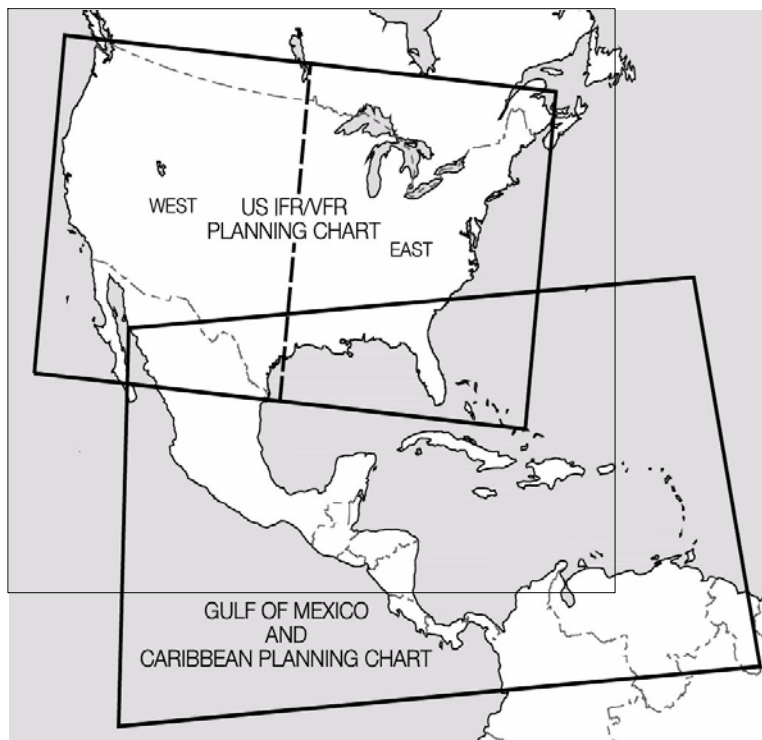 WEST
US IFR/VFR
PLANNING CHART
EAST
GULF OF MEXICO
AND
CARIBBEAN PLANNING CHART